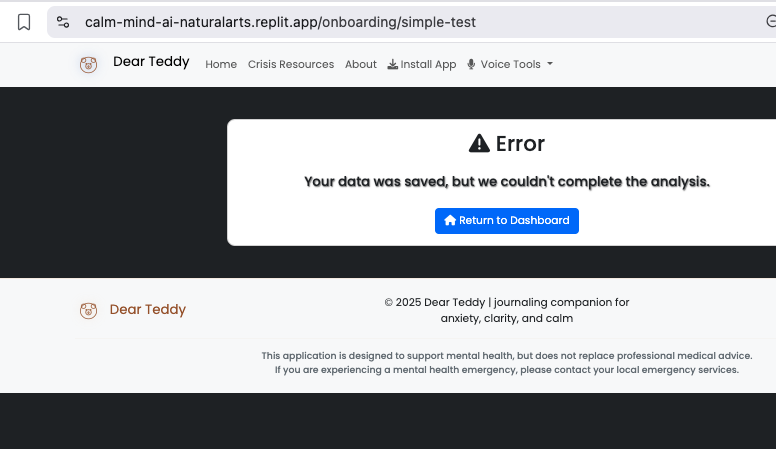 calm-mind-ai-naturalarts.replit.app/onboarding/simple-test
Dear Teddy Home Crisis Resources About Install App Voice Tools
Error
Your data was saved, but we couldn't complete the analysis.
Return to Dashboard
Dear Teddy
© 2025 Dear Teddy | journaling companion for
anxiety, clarity, and calm
This application is designed to support mental health, but does not replace professional medical advice.
If you are experiencing a mental health emergency, please contact your local emergency services.